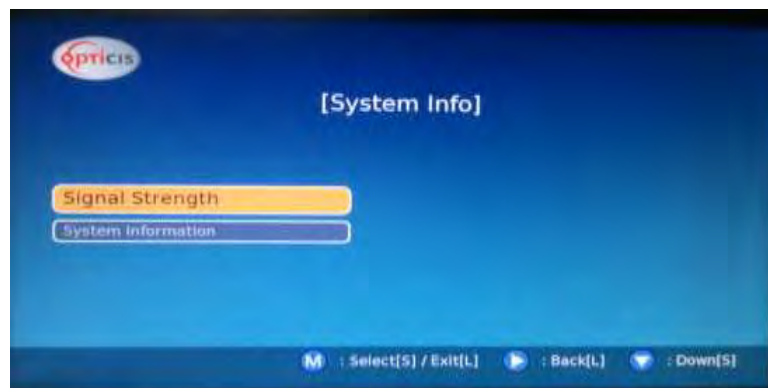 Opticis
[System Info]
Signal Strength
System Information
M : Select[S] / Exit[L] : Back[L] : Down[S]